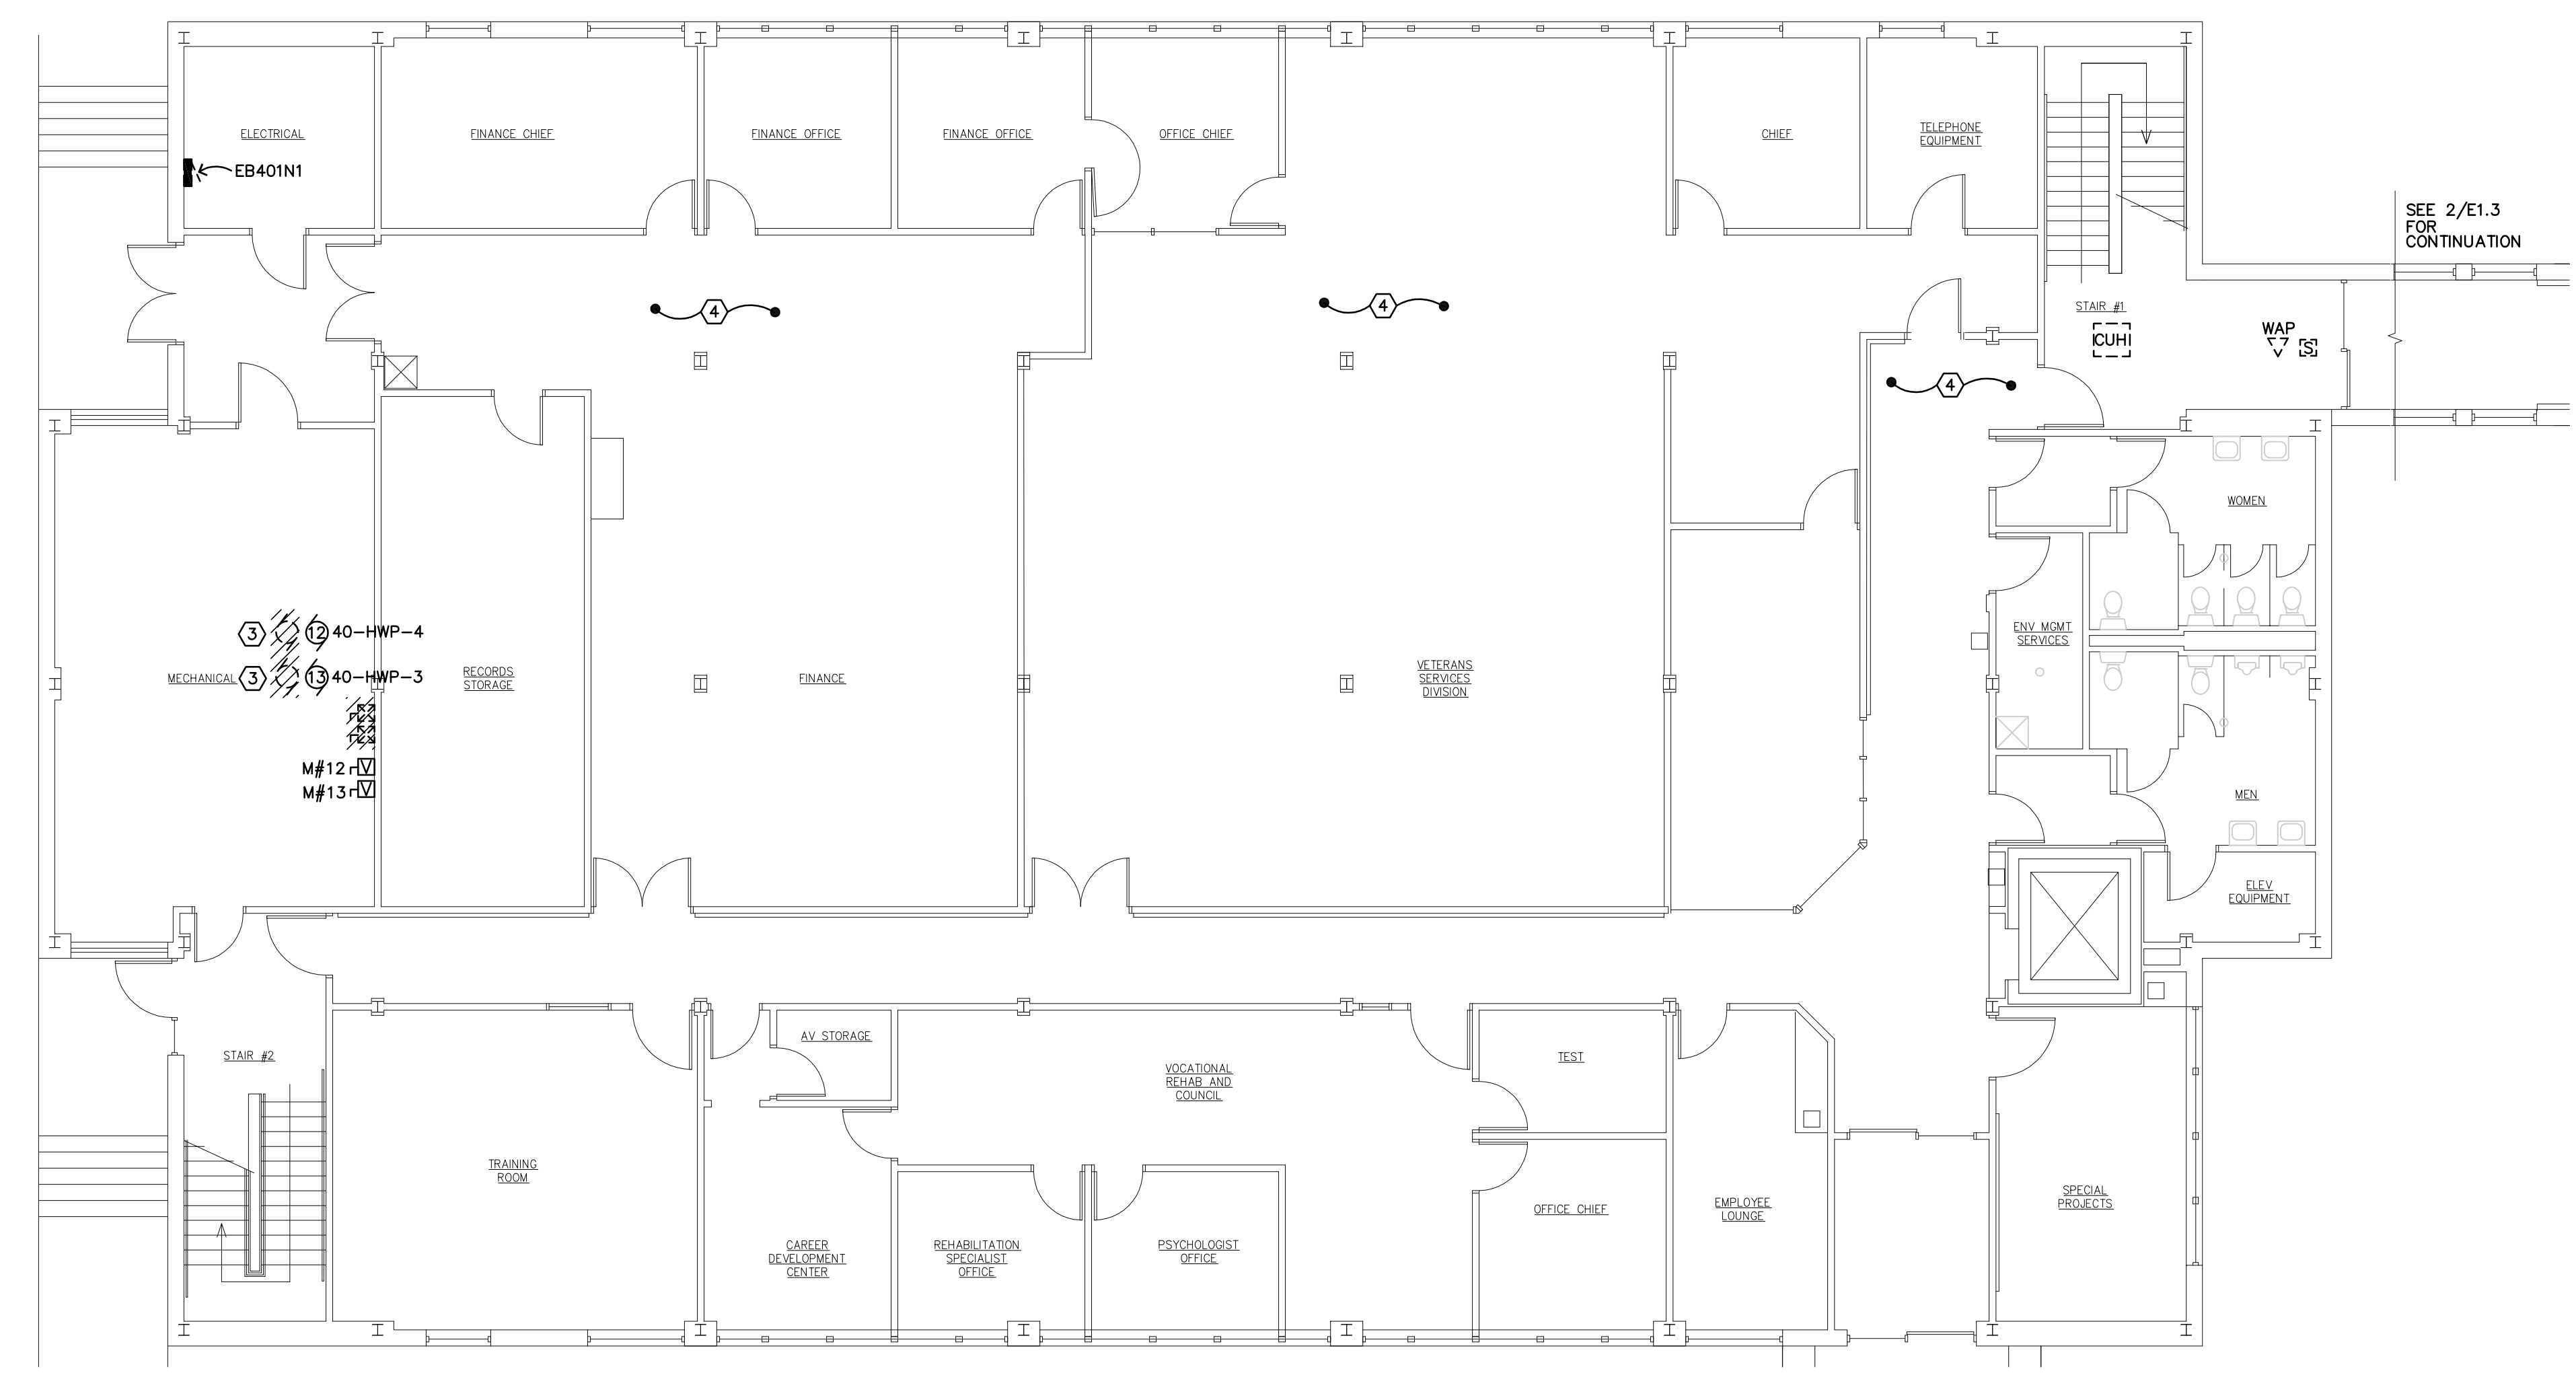 ELECTRICAL
FINANCE CHIEF
FINANCE OFFICE
FINANCE OFFICE
OFFICE CHIEF
CHIEF
TELEPHONE
EQUIPMENT
EB401N1
SEE 2/E1.3
FOR
CONTINUATION
4
4
STAIR #1
CUH
WAP
S
4
WOMEN
3
12
40-HWP-4
ENV MGMT
SERVICES
MECHANICAL
3
13
40-HWP-3
RECORDS
STORAGE
FINANCE
VETERANS
SERVICES
DIVISION
M#12
V
M#13
V
MEN
ELEV
EQUIPMENT
AV STORAGE
STAIR #2
TEST
VOCATIONAL
REHAB AND
COUNCIL
TRAINING
ROOM
SPECIAL
PROJECTS
EMPLOYEE
LOUNGE
OFFICE CHIEF
CAREER
DEVELOPMENT
CENTER
REHABILITATION
SPECIALIST
OFFICE
PSYCHOLOGIST
OFFICE